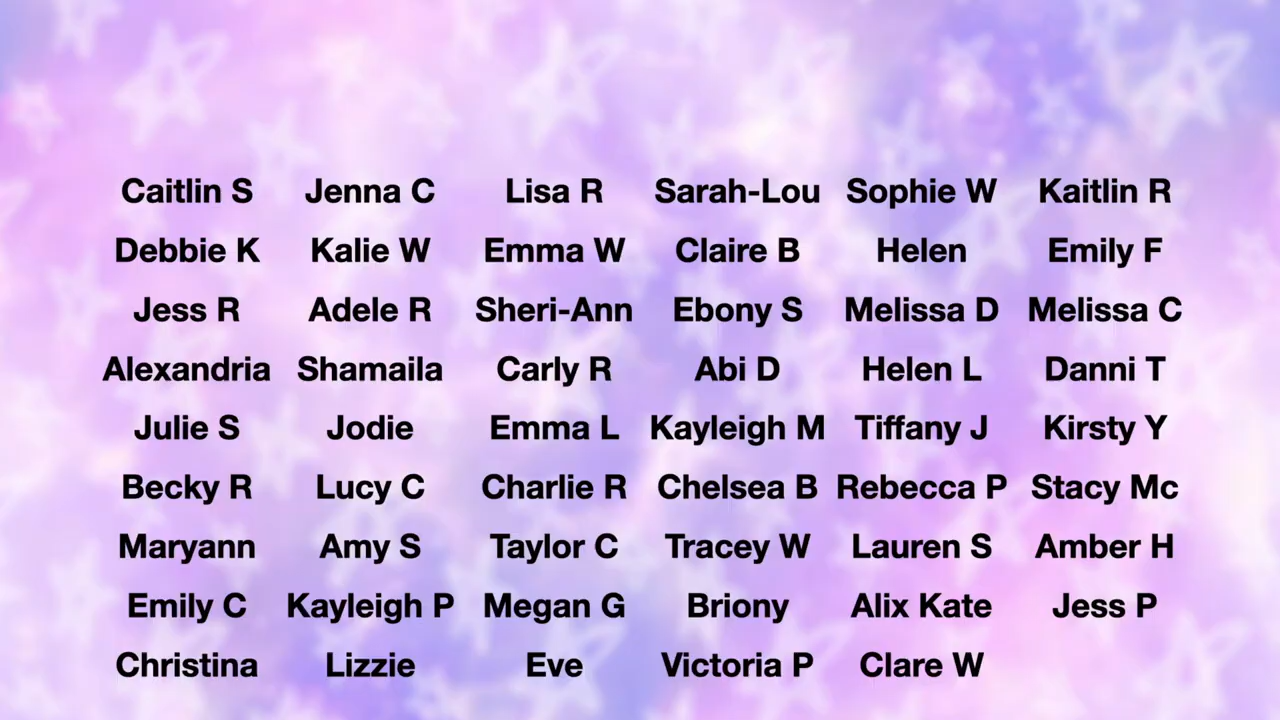 Caitlin S Jenna C Lisa R Sarah-Lou Sophie W Kaitlin R
Debbie K Kalie W Emma W Claire B Helen Emily F
Jess R Adele R Sheri-Ann Ebony S Melissa D Melissa C
Alexandria Shamaila Carly R Abi D Helen L Danni T
Julie S Jodie Emma L Kayleigh M Tiffany J Kirsty Y
Becky R Lucy C Charlie R Chelsea B Rebecca P Stacy Mc
Maryann Amy S Taylor C Tracey W Lauren S Amber H
Emily C Kayleigh P Megan G Briony Alix Kate Jess P
Christina Lizzie Eve Victoria P Clare W